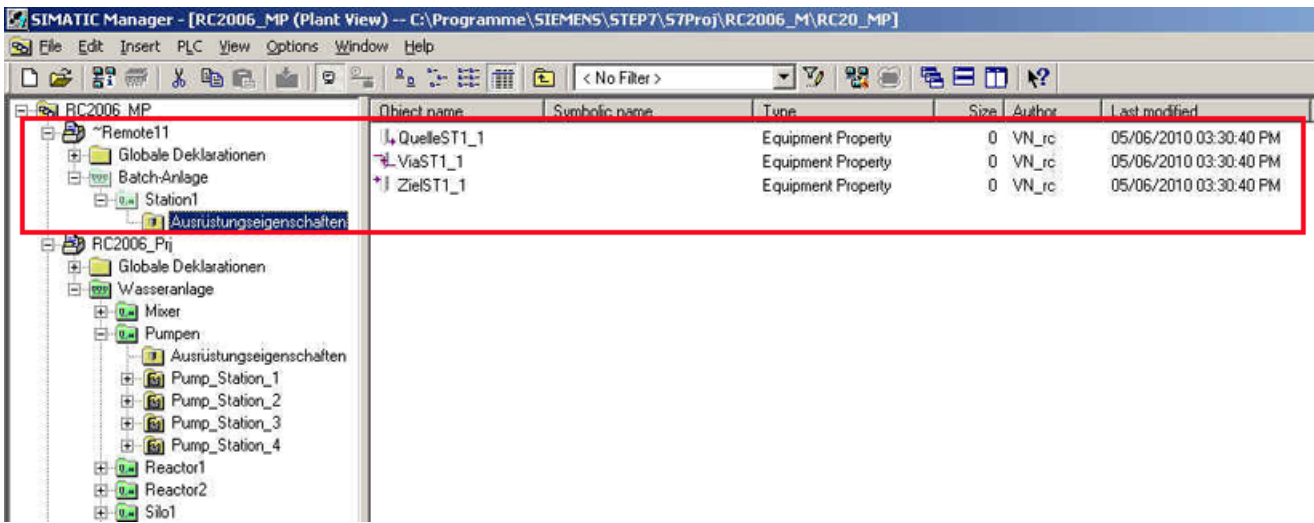 SIMATIC Manager - [RC2006_MP (Plant View) -- C:\Programme\SIEMENS\STEP7\S7Proj\RC2006_M\RC20_MP]
File Edit Insert PLC View Options Window Help
< No Filter >
RC2006_MP
Object name Symbolic name Type Size Author Last modified
~Remote11
QuelleST1_1 Equipment Property 0 VN_rc 05/06/2010 03:30:40 PM
Globale Deklarationen
ViaST1_1 Equipment Property 0 VN_rc 05/06/2010 03:30:40 PM
Batch-Anlage
ZielST1_1 Equipment Property 0 VN_rc 05/06/2010 03:30:40 PM
Station1
Ausrüstungseigenschaften
RC2006_Prj
Globale Deklarationen
Wasseranlage
Mixer
Pumpen
Ausrüstungseigenschaften
Pump_Station_1
Pump_Station_2
Pump_Station_3
Pump_Station_4
Reactor1
Reactor2
Silo1